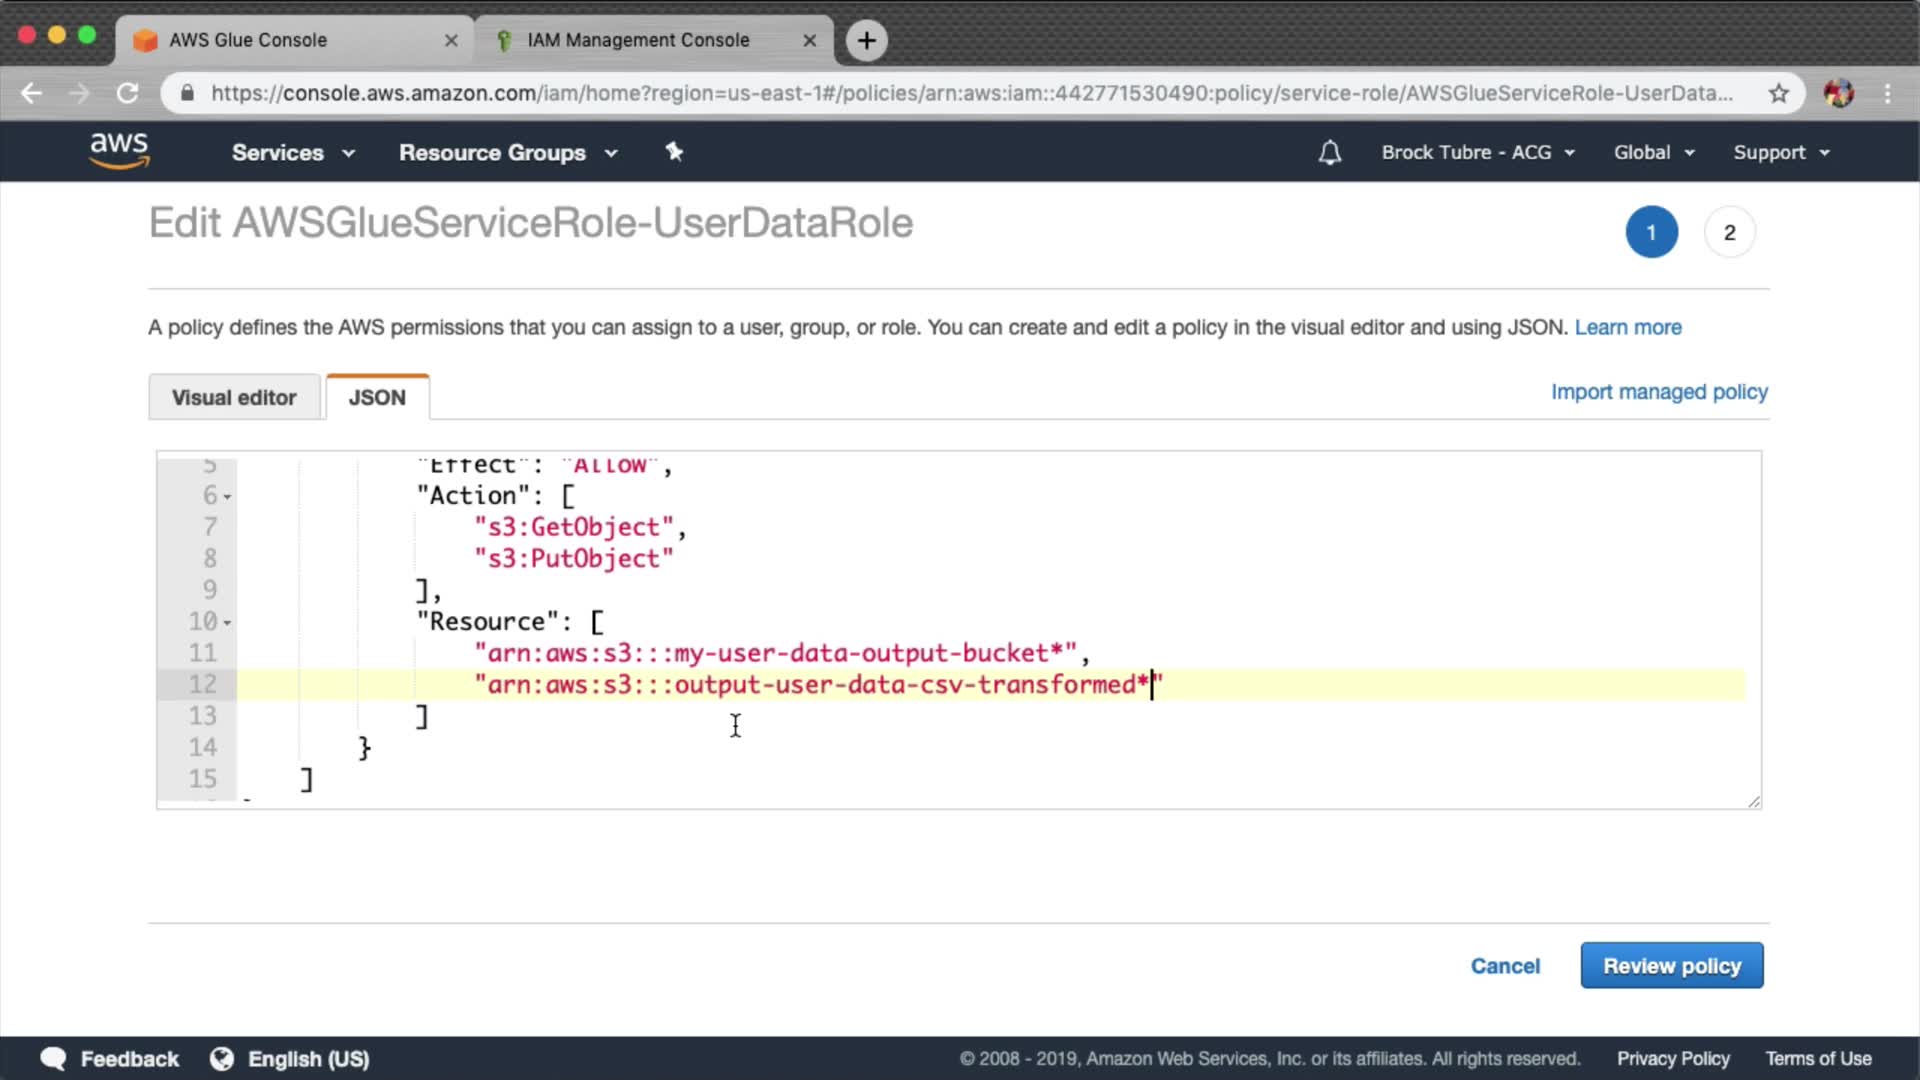 AWS Glue Console
IAM Management Console
https://console.aws.amazon.com/iam/home?region=us-east-1#/policies/arn:aws:iam::442771530490:policy/service-role/AWSGlueServiceRole-UserData...
aws
Services
Resource Groups
Brock Tubre - ACG
Global
Support
Edit AWSGlueServiceRole-UserDataRole
1
2
A policy defines the AWS permissions that you can assign to a user, group, or role. You can create and edit a policy in the visual editor and using JSON. Learn more
Visual editor
JSON
Import managed policy
5 "Effect": "Allow",
6 "Action": [
7 "s3:GetObject",
8 "s3:PutObject"
9 ],
10 "Resource": [
11 "arn:aws:s3:::my-user-data-output-bucket*",
12 "arn:aws:s3:::output-user-data-csv-transformed*"
13 ]
14 }
15 ]
Cancel
Review policy
Feedback
English (US)
© 2008 - 2019, Amazon Web Services, Inc. or its affiliates. All rights reserved.
Privacy Policy
Terms of Use